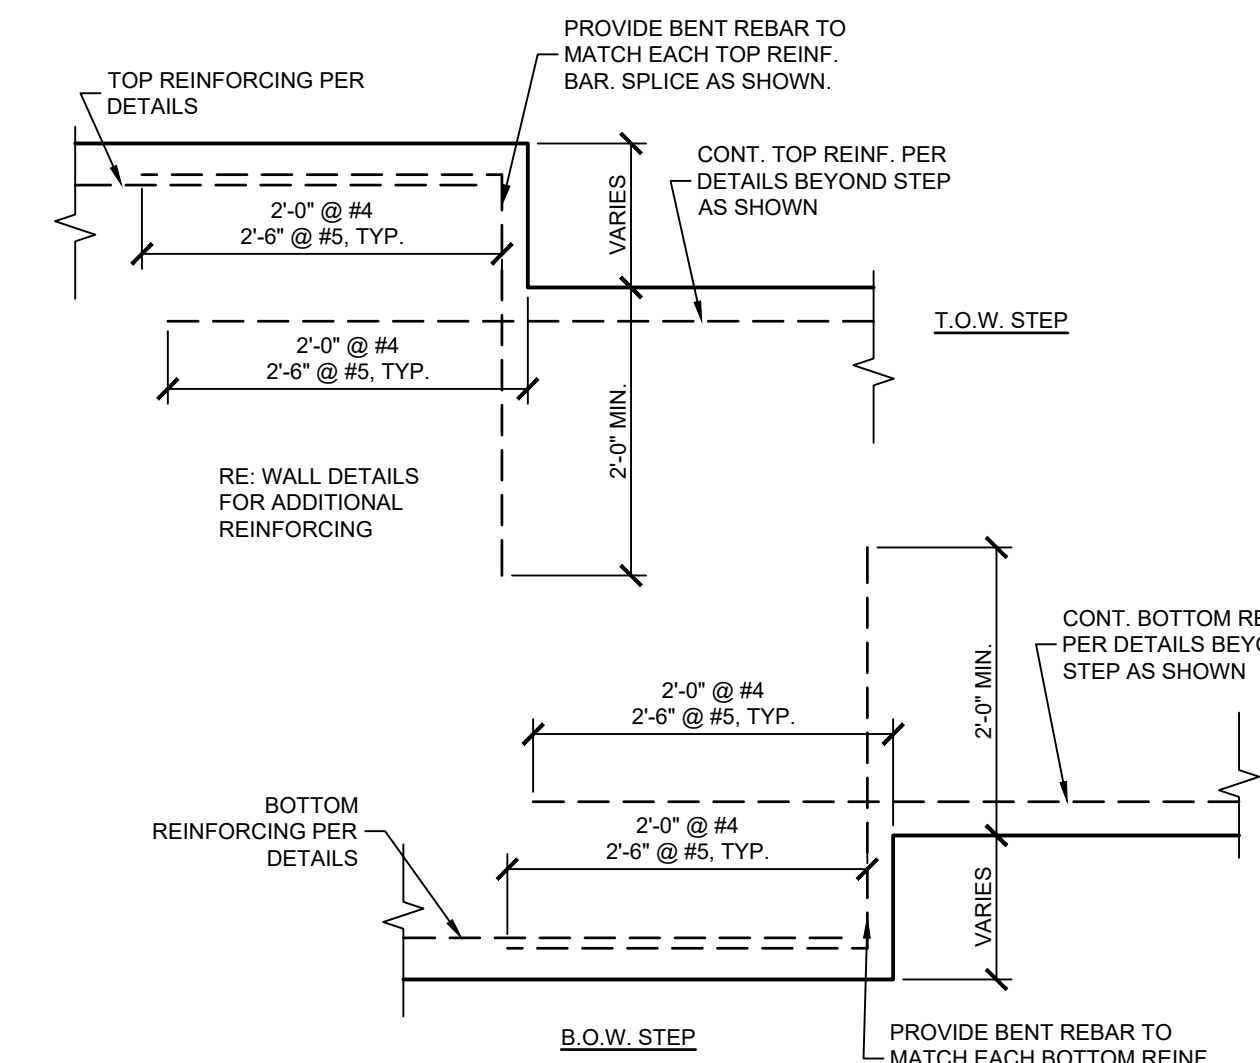 PROVIDE BENT REBAR TO
MATCH EACH TOP REINF.
BAR. SPLICE AS SHOWN.
TOP REINFORCING PER
DETAILS
CONT. TOP REINF. PER
DETAILS BEYOND STEP
AS SHOWN
VARIES
2'-0" @ #4
2'-6" @ #5, TYP.
T.O.W. STEP
2'-0" @ #4
2'-6" @ #5, TYP.
2'-0" MIN.
RE: WALL DETAILS
FOR ADDITIONAL
REINFORCING
CONT. BOTTOM
PER DETAILS
STEP AS SHOWN
2'-0" MIN.
2'-0" @ #4
2'-6" @ #5, TYP.
BOTTOM
REINFORCING PER
DETAILS
2'-0" @ #4
2'-6" @ #5, TYP.
VARIES
B.O.W. STEP
PROVIDE BENT REBAR TO
MATCH EACH BOTTOM REINF.